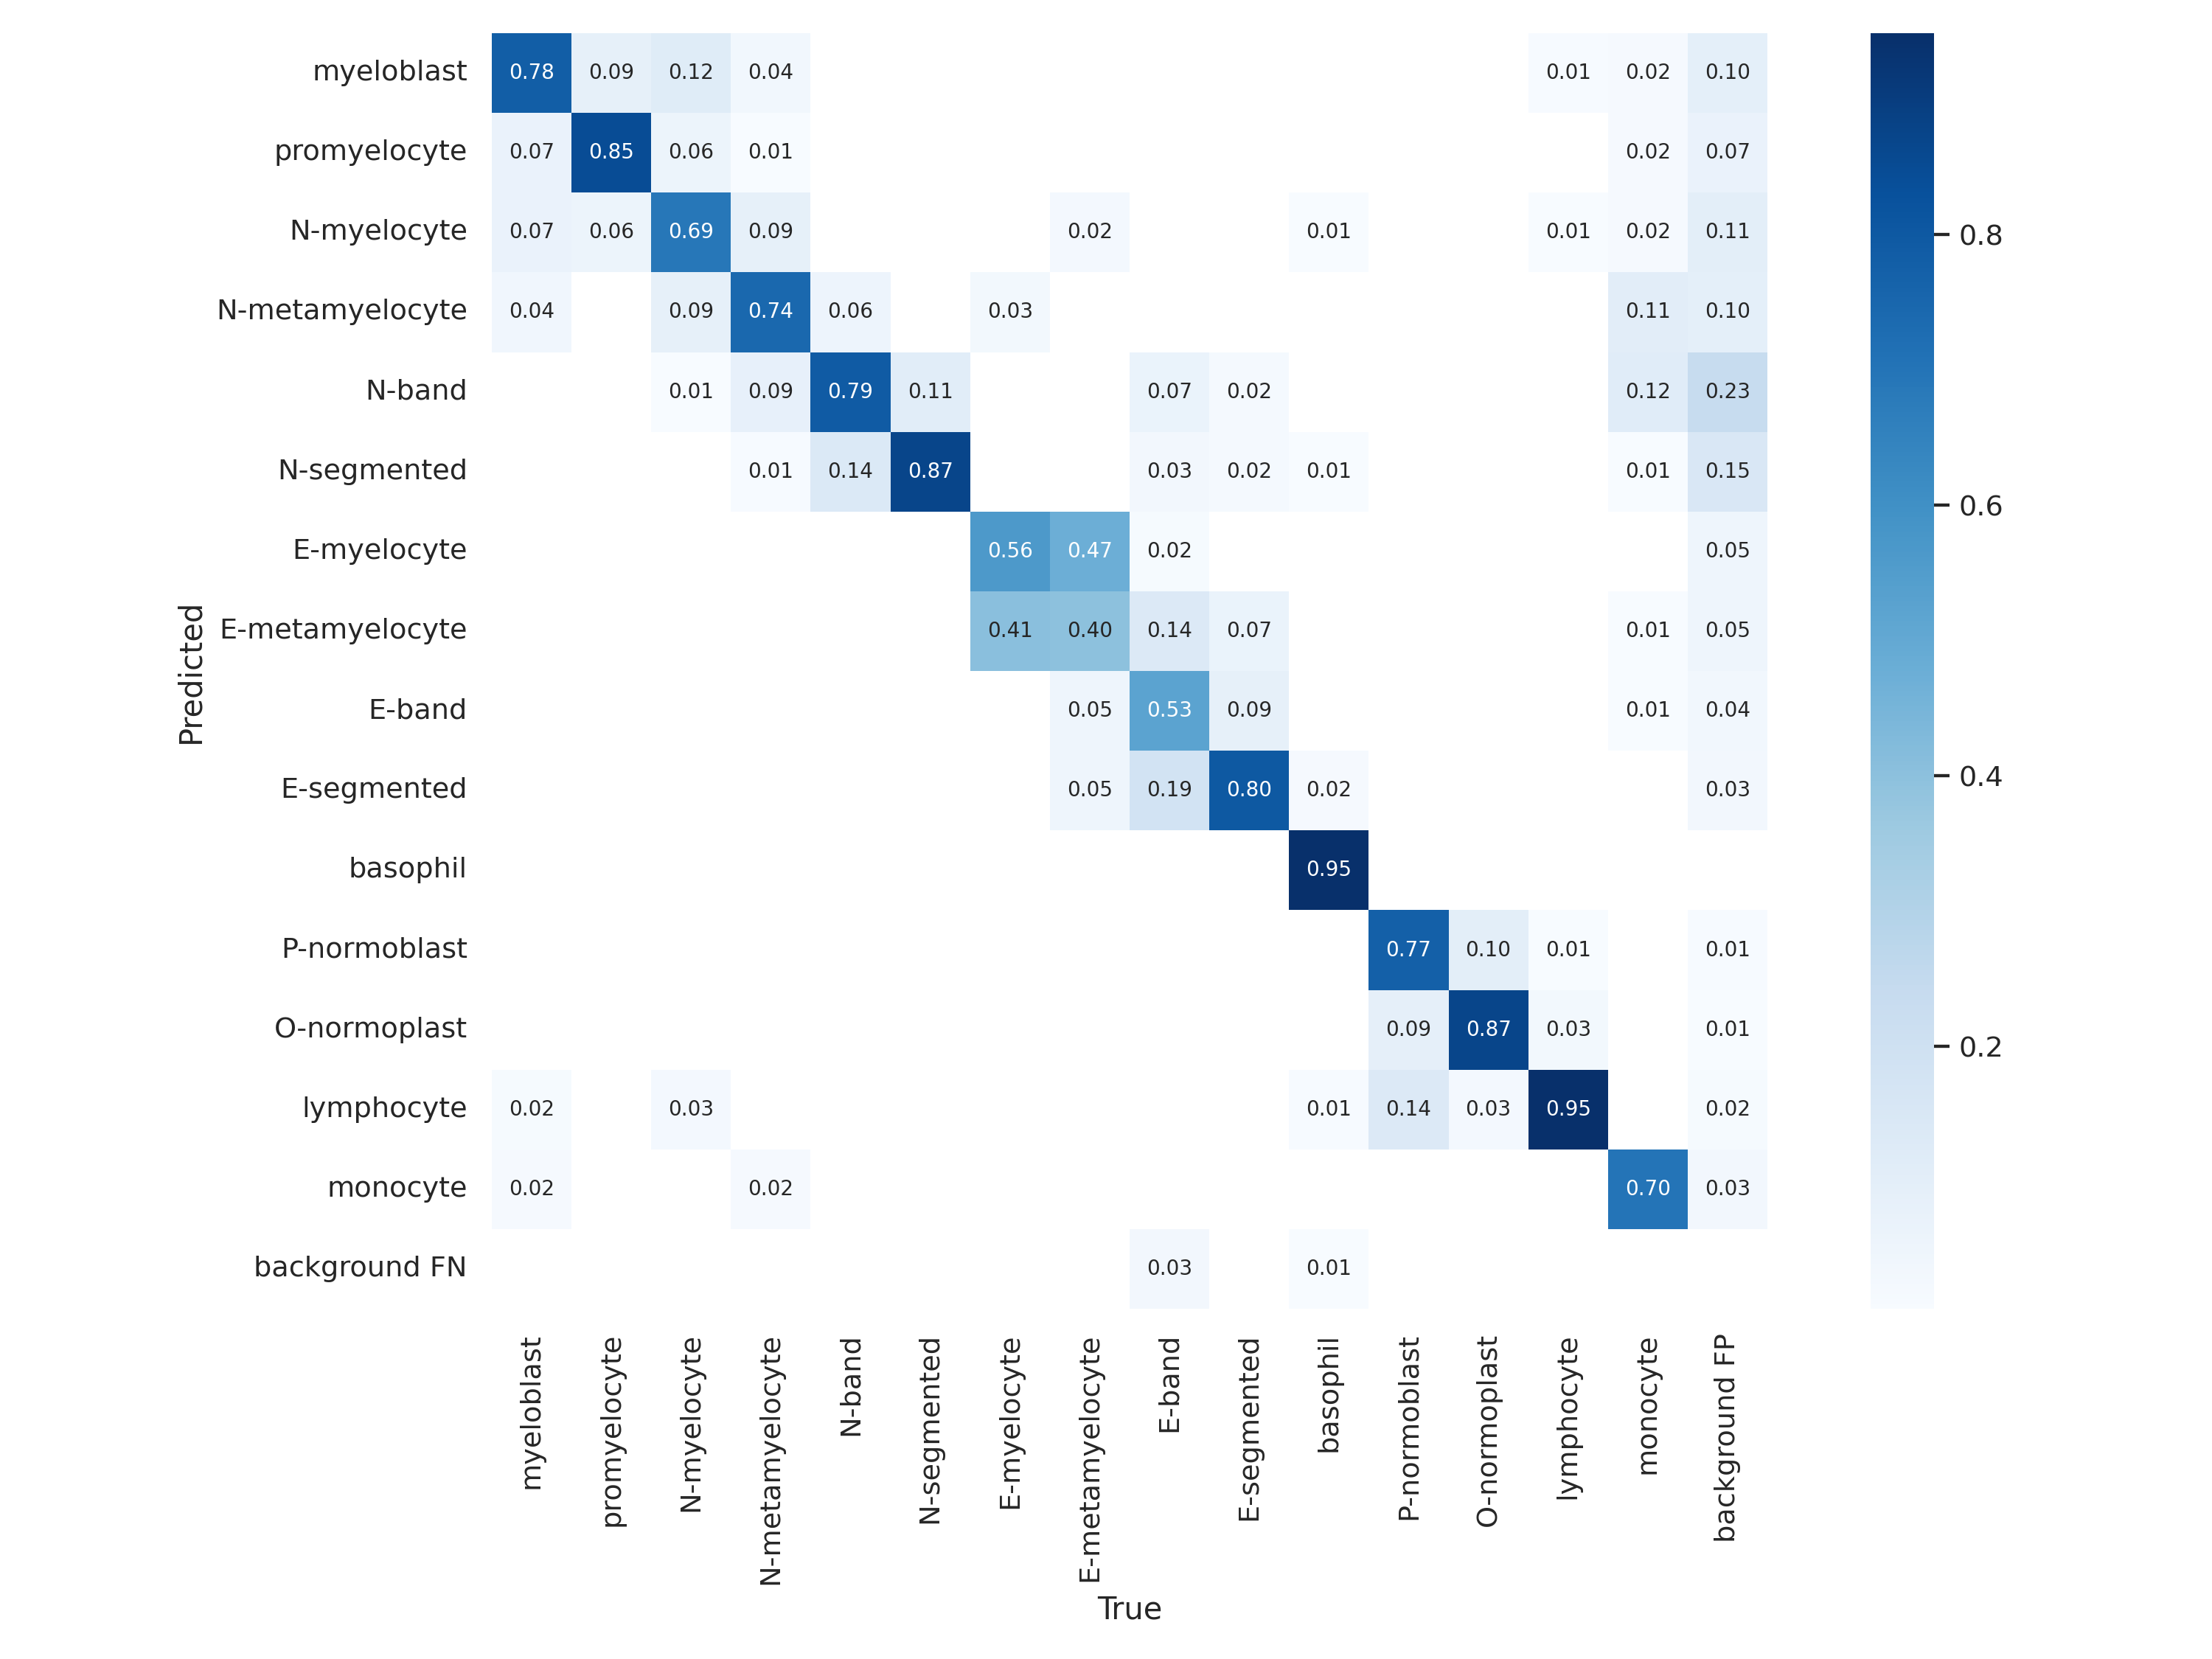 myeloblast 0.78 0.09 0.12 0.04 0.01 0.02 0.10
promyelocyte 0.07 0.85 0.06 0.01 0.02 0.07
N-myelocyte 0.07 0.06 0.69 0.09 0.02 0.01 0.01 0.02 0.11
N-metamyelocyte 0.04 0.09 0.74 0.06 0.03 0.11 0.10
N-band 0.01 0.09 0.79 0.11 0.07 0.02 0.12 0.23
N-segmented 0.01 0.14 0.87 0.03 0.02 0.01 0.01 0.15
E-myelocyte 0.56 0.47 0.02 0.05
E-metamyelocyte 0.41 0.40 0.14 0.07 0.01 0.05
E-band 0.05 0.53 0.09 0.01 0.04
E-segmented 0.05 0.19 0.80 0.02 0.03
basophil 0.95
P-normoblast 0.77 0.10 0.01 0.01
O-normoplast 0.09 0.87 0.03 0.01
lymphocyte 0.02 0.03 0.01 0.14 0.03 0.95 0.02
monocyte 0.02 0.02 0.70 0.03
background FN 0.03 0.01
Predicted
myeloblast
promyelocyte
N-myelocyte
N-metamyelocyte
N-band
N-segmented
E-myelocyte
E-metamyelocyte
E-band
E-segmented
basophil
P-normoblast
O-normoplast
lymphocyte
monocyte
background FP
True
0.8
0.6
0.4
0.2